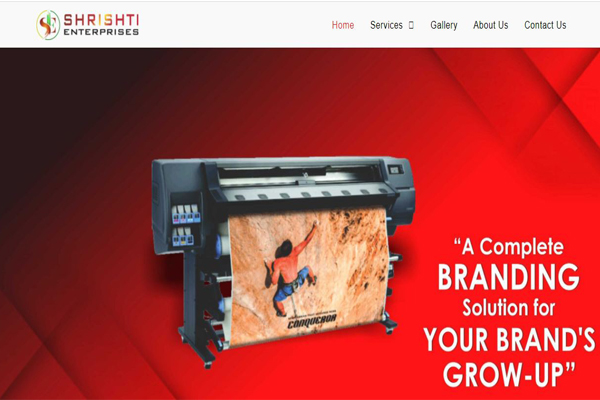 SHRISHTI
ENTERPRISES
Home Services Gallery About Us Contact Us
CONQUEROR
“A Complete
BRANDING
Solution for
YOUR BRAND'S
GROW-UP”